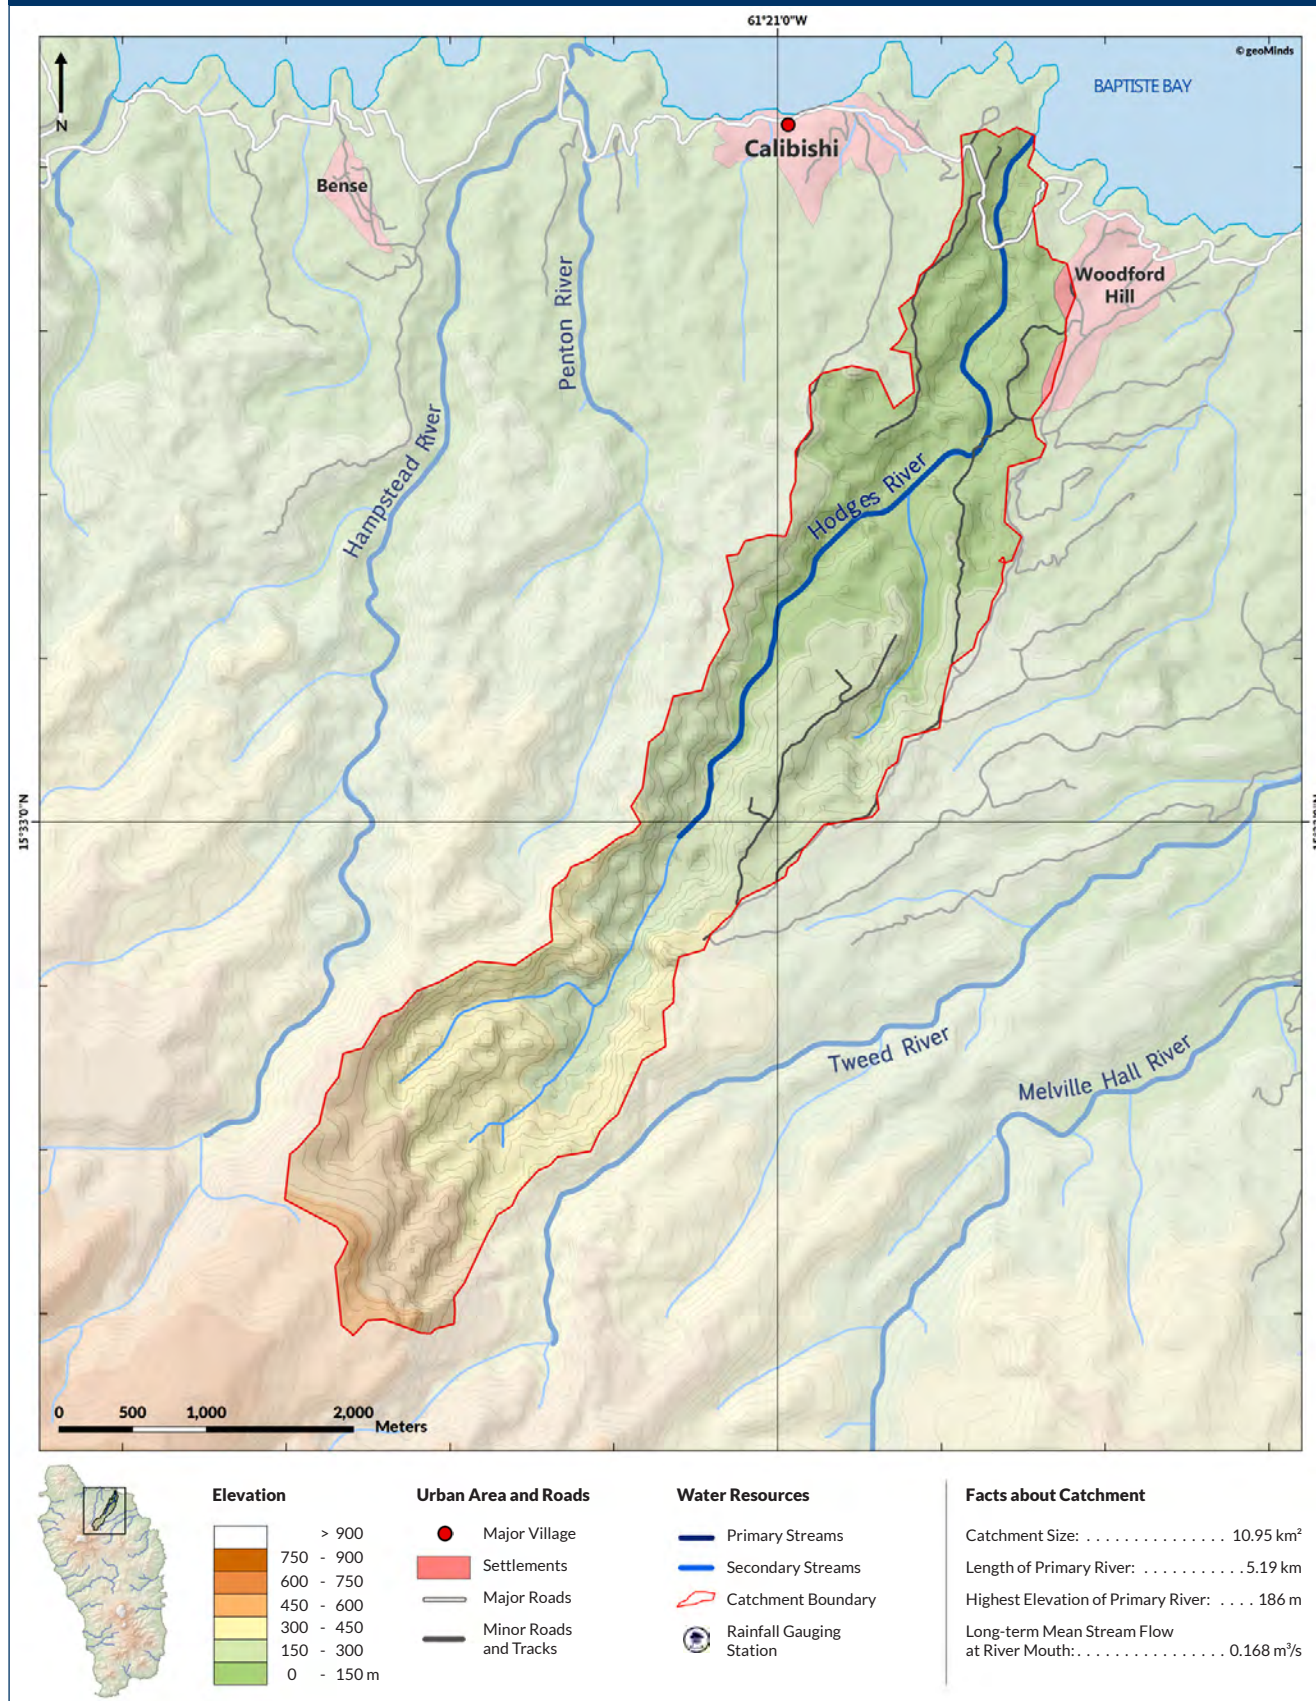 61°21'0"W
© geoMinds
BAPTISTE BAY
N
Calibishi
Bense
Woodford
Hill
Penton River
Hampstead River
Hodges River
15°33'0"N
Tweed River
Melville Hall River
0 500 1,000 2,000
Meters
Elevation
> 900
750 - 900
600 - 750
450 - 600
300 - 450
150 - 300
0 - 150 m
Urban Area and Roads
Major Village
Settlements
Major Roads
Minor Roads
and Tracks
Water Resources
Primary Streams
Secondary Streams
Catchment Boundary
Rainfall Gauging
Station
Facts about Catchment
Catchment Size: . . . . . . . . . . . . . . . 10.95 km²
Length of Primary River: . . . . . . . . . . . 5.19 km
Highest Elevation of Primary River: . . . . 186 m
Long-term Mean Stream Flow
at River Mouth: . . . . . . . . . . . . . . . . 0.168 m³/s